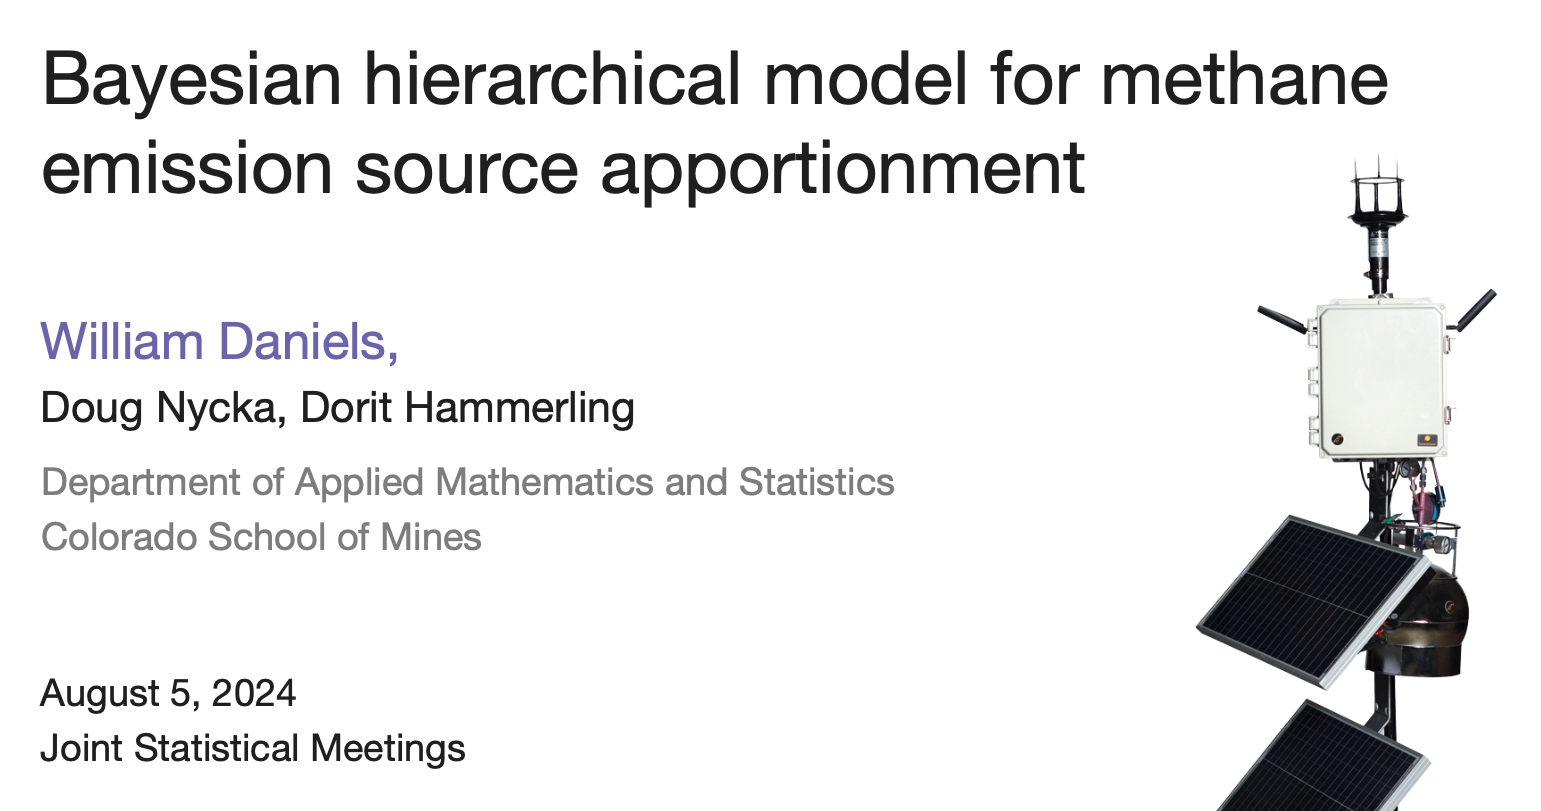 Bayesian hierarchical model for methane
emission source apportionment
William Daniels,
Doug Nycka, Dorit Hammerling
Department of Applied Mathematics and Statistics
Colorado School of Mines
August 5, 2024
Joint Statistical Meetings